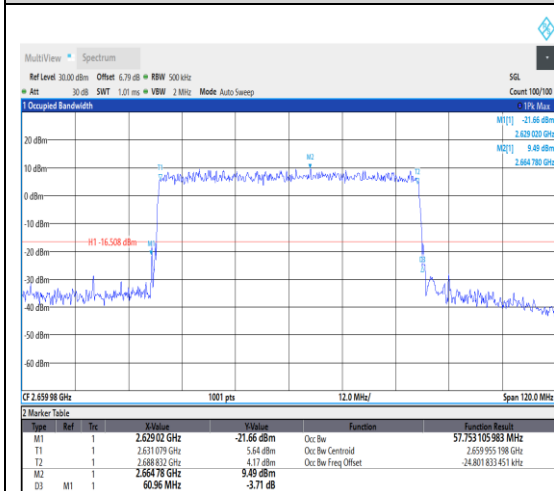 MultiView Spectrum
Ref Level 30.00 dBm Offset 6.79 dB RBW 500 kHz SGL
Att 30 dB SWT 1.01 ms VBW 2 MHz Mode Auto Sweep Count 100/100
1 Occupied Bandwidth 1Pk Max
M1[1] -21.66 dBm
2.629 020 GHz
M2[1] 9.49 dBm
2.664 780 GHz
20 dBm
M2
10 dBm
0 dBm
-10 dBm
H1 -16.508 dBm
M1
-20 dBm
-30 dBm
-40 dBm
-50 dBm
-60 dBm
CF 2.659 98 GHz 1001 pts 12.0 MHz/ Span 120.0 MHz
2 Marker Table
Type Ref Trc X-Value Y-Value Function Function Result
M1 1 2.629 02 GHz -21.66 dBm Occ Bw 57.753 105 983 MHz
T1 1 2.631 079 GHz 5.64 dBm Occ Bw Centroid 2.659 955 198 GHz
T2 1 2.688 832 GHz 4.17 dBm Occ Bw Freq Offset -24.801 833 451 kHz
M2 1 2.664 78 GHz 9.49 dBm
D3 M1 1 60.96 MHz -3.71 dB